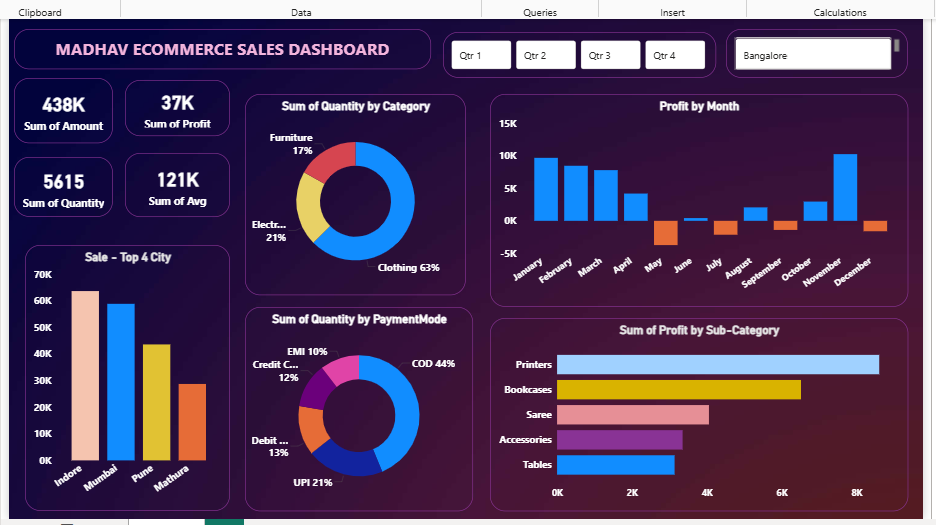 Clipboard
Data
Queries
Insert
Calculations
MADHAV ECOMMERCE SALES DASHBOARD
Qtr 1
Qtr 2
Qtr 3
Qtr 4
Bangalore
438K
Sum of Amount
37K
Sum of Profit
5615
Sum of Quantity
121K
Sum of Avg
Sum of Quantity by Category
Furniture
17%
Electr...
21%
Clothing 63%
Profit by Month
15K
10K
5K
0K
-5K
January
February
March
April
May
June
July
August
September
October
November
December
Sale - Top 4 City
70K
60K
50K
40K
30K
20K
10K
0K
Indore
Mumbai
Pune
Mathura
Sum of Quantity by PaymentMode
EMI 10%
Credit C...
12%
COD 44%
Debit ...
13%
UPI 21%
Sum of Profit by Sub-Category
Printers
Bookcases
Saree
Accessories
Tables
0K
2K
4K
6K
8K